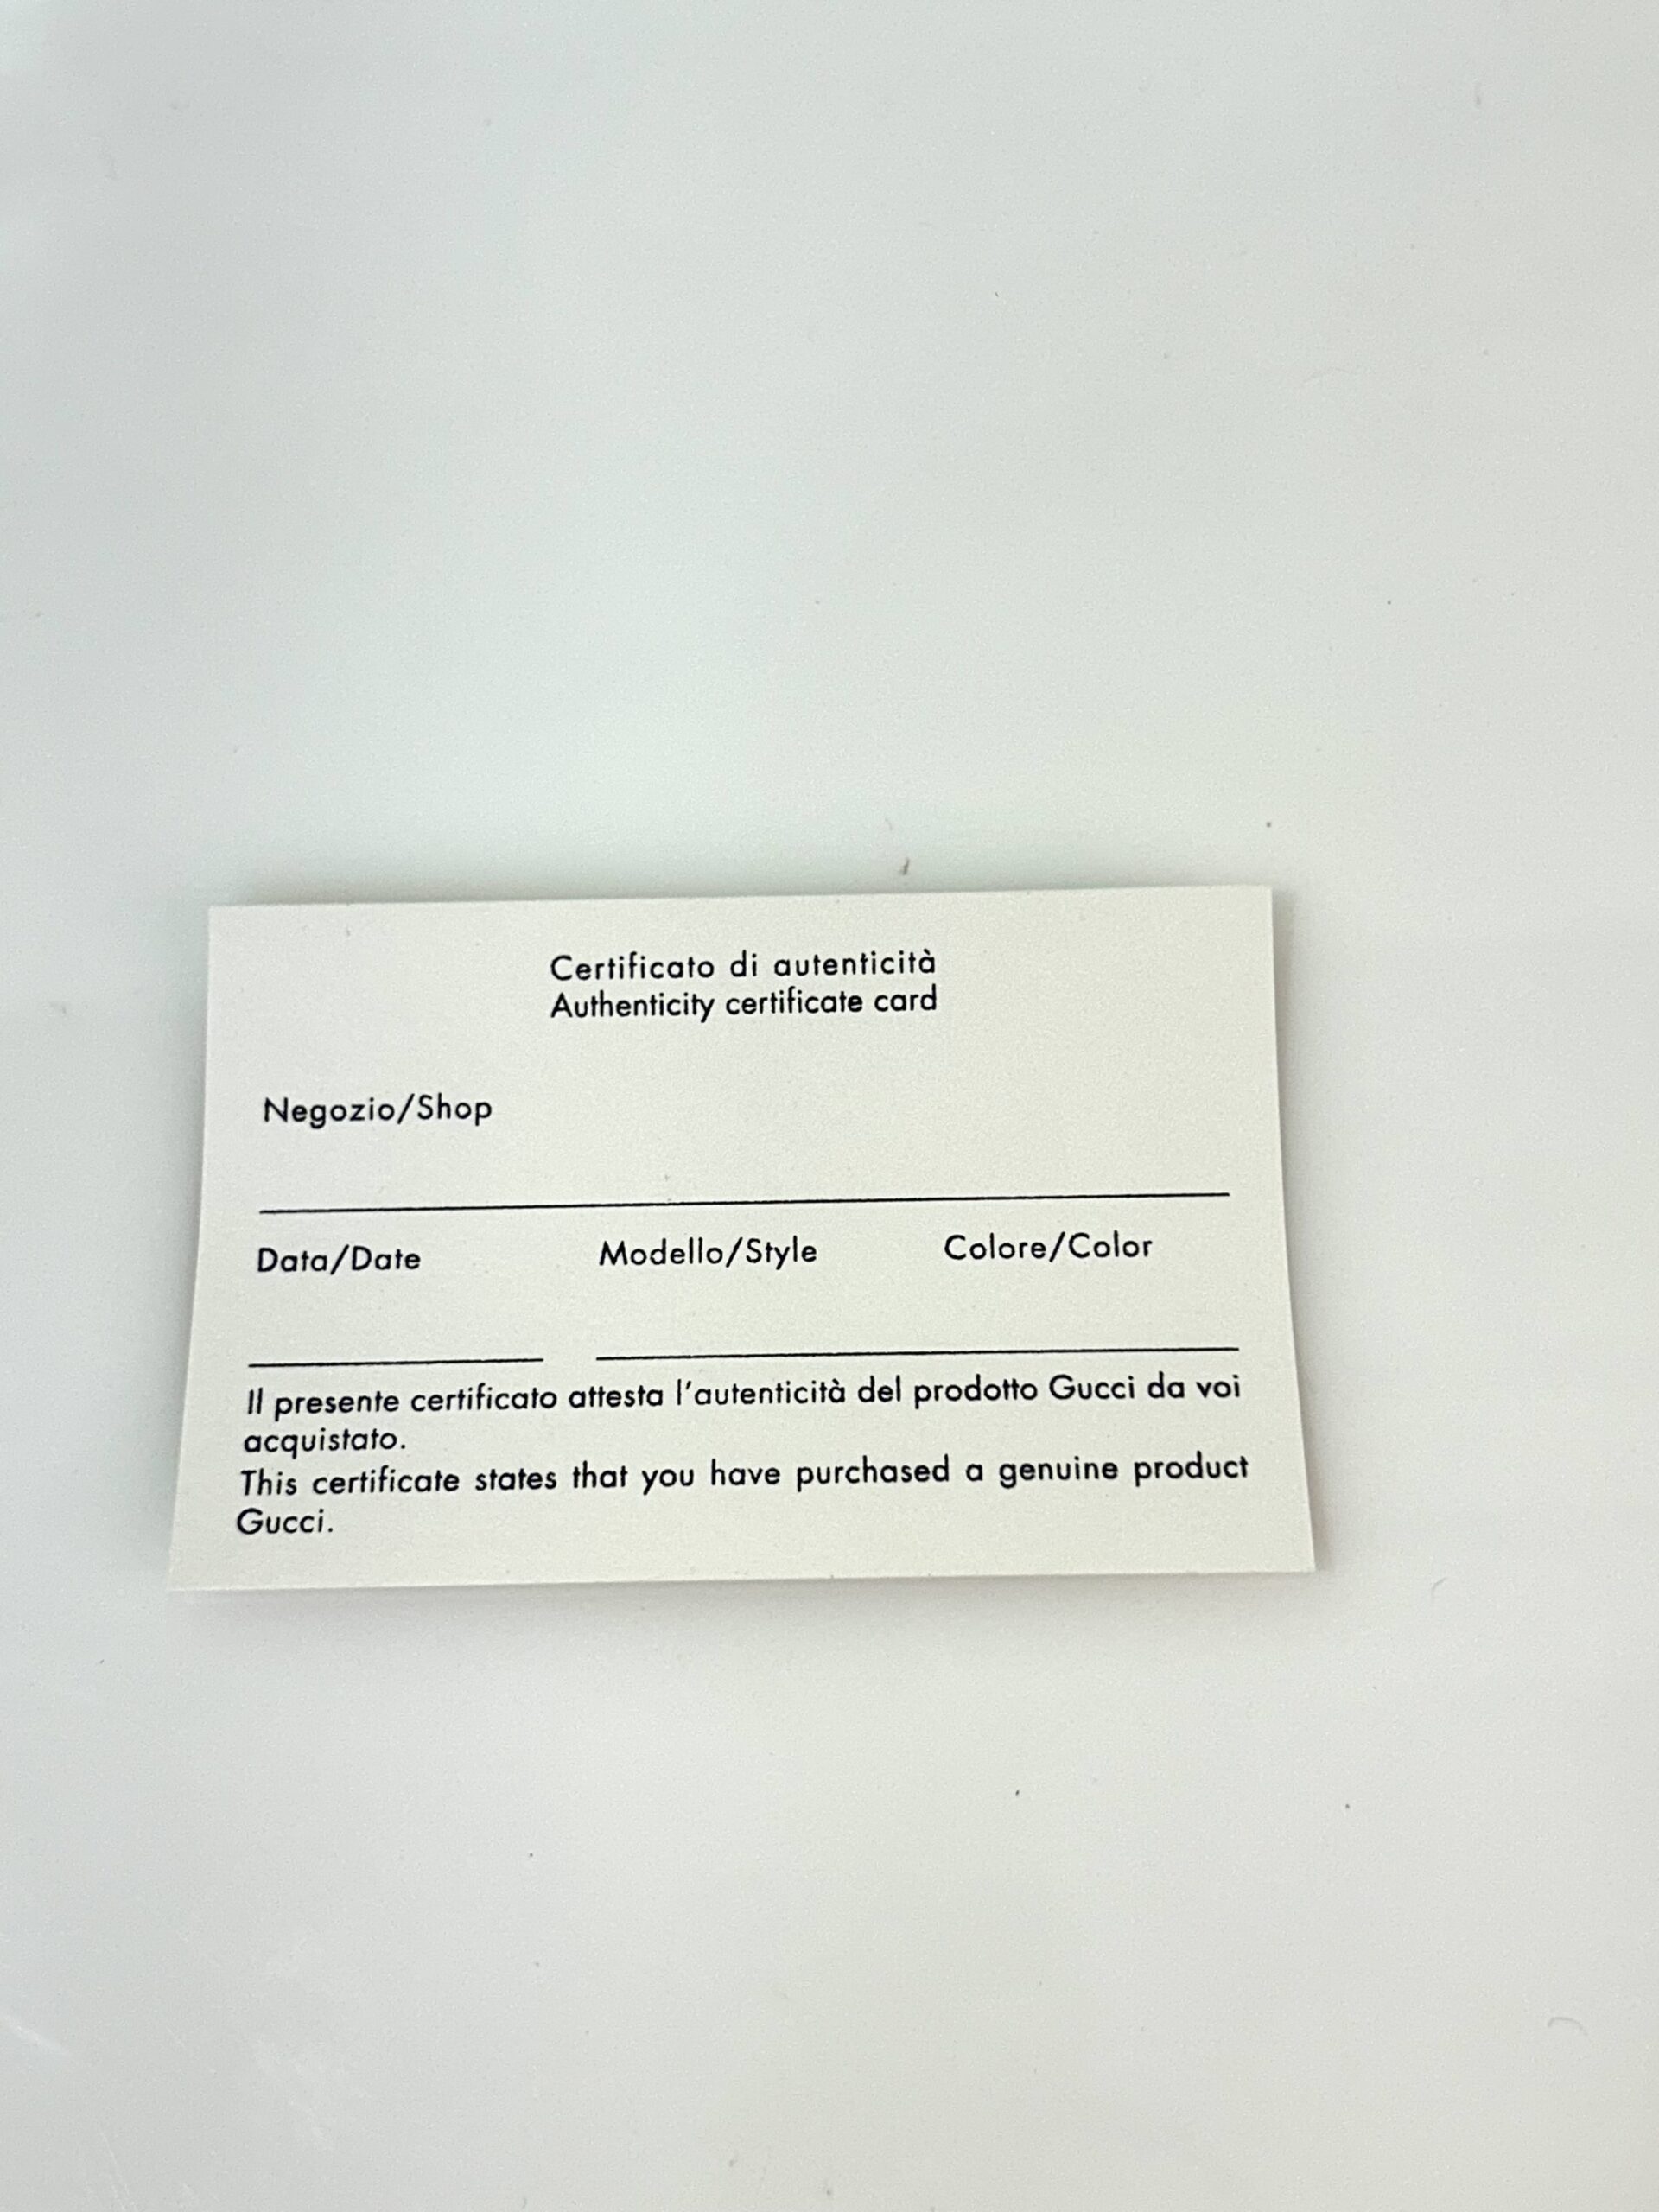 Certificato di autenticità
Authenticity certificate card
Negozio/Shop
Data/Date Modello/Style Colore/Color
Il presente certificato attesta l'autenticità del prodotto Gucci da voi
acquistato.
This certificate states that you have purchased a genuine product
Gucci.